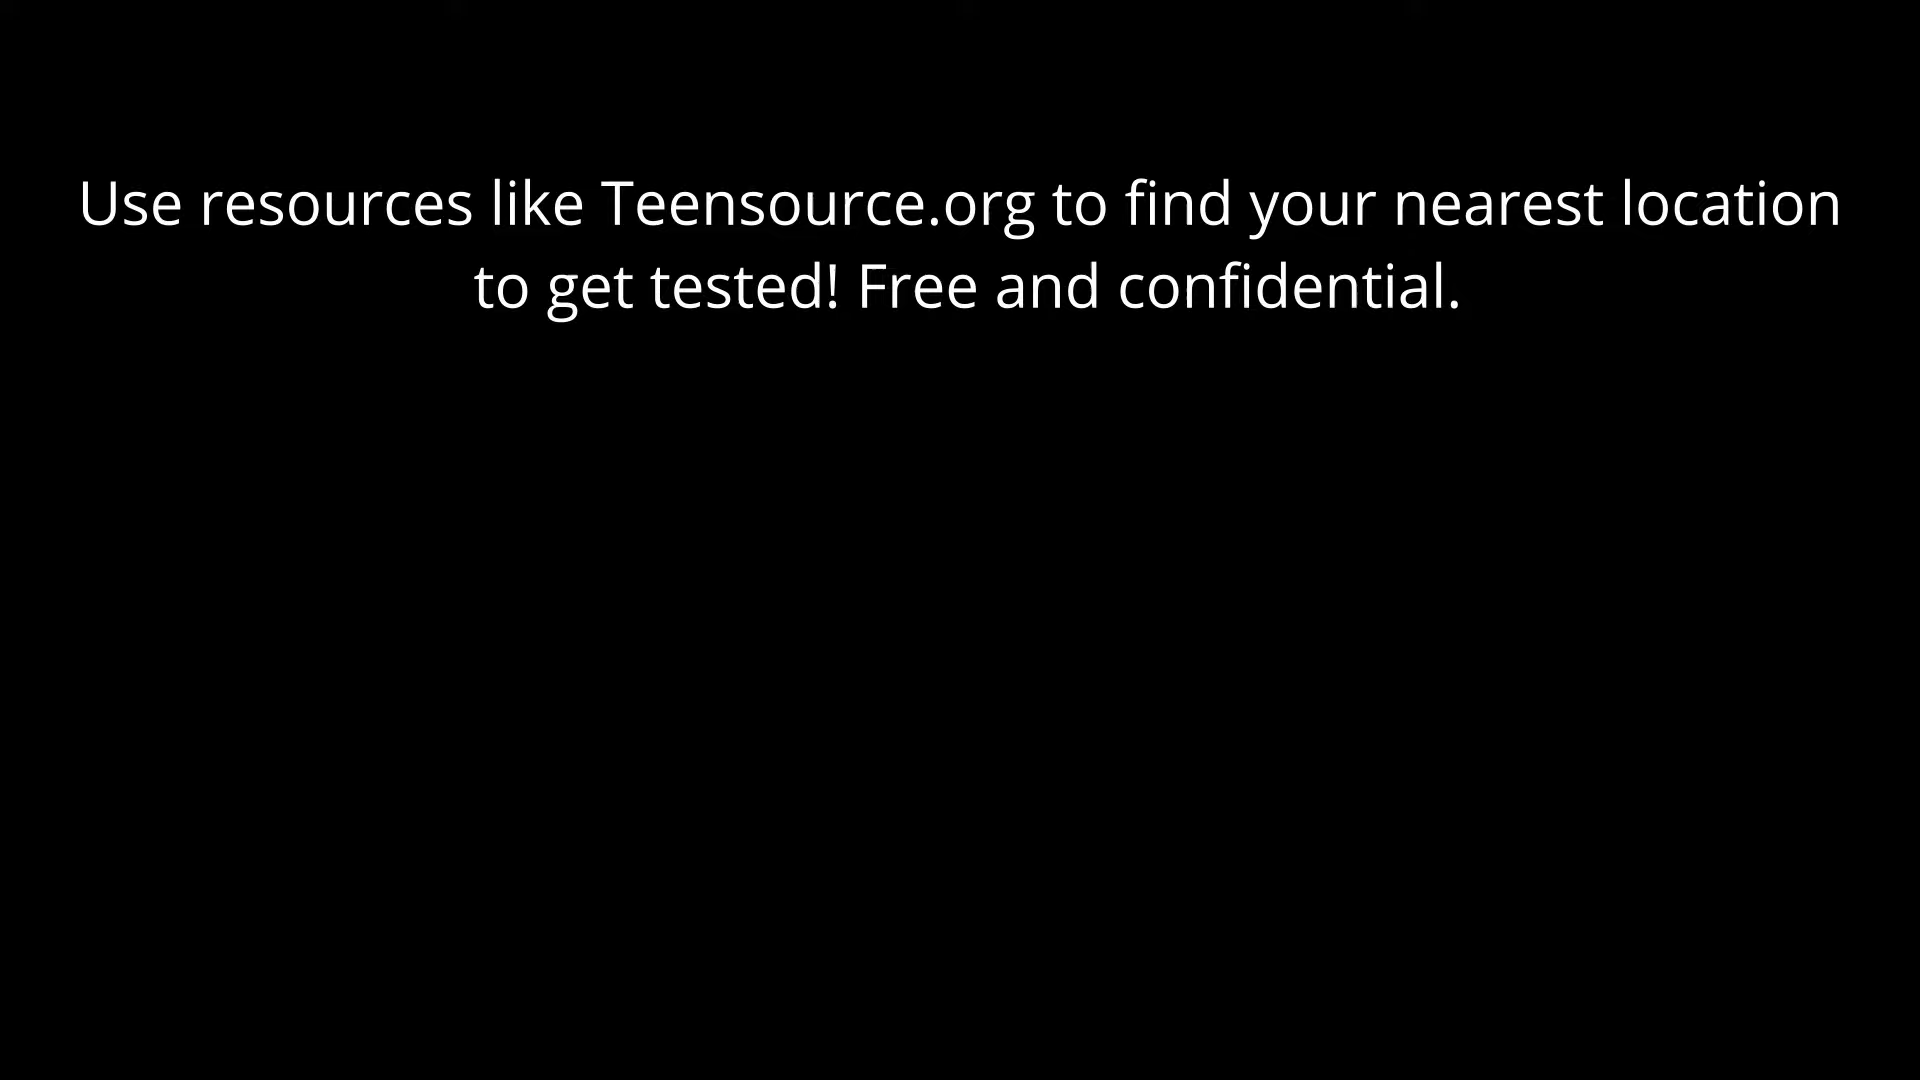 Use resources like Teensource.org to find your nearest location
to get tested! Free and confidential.